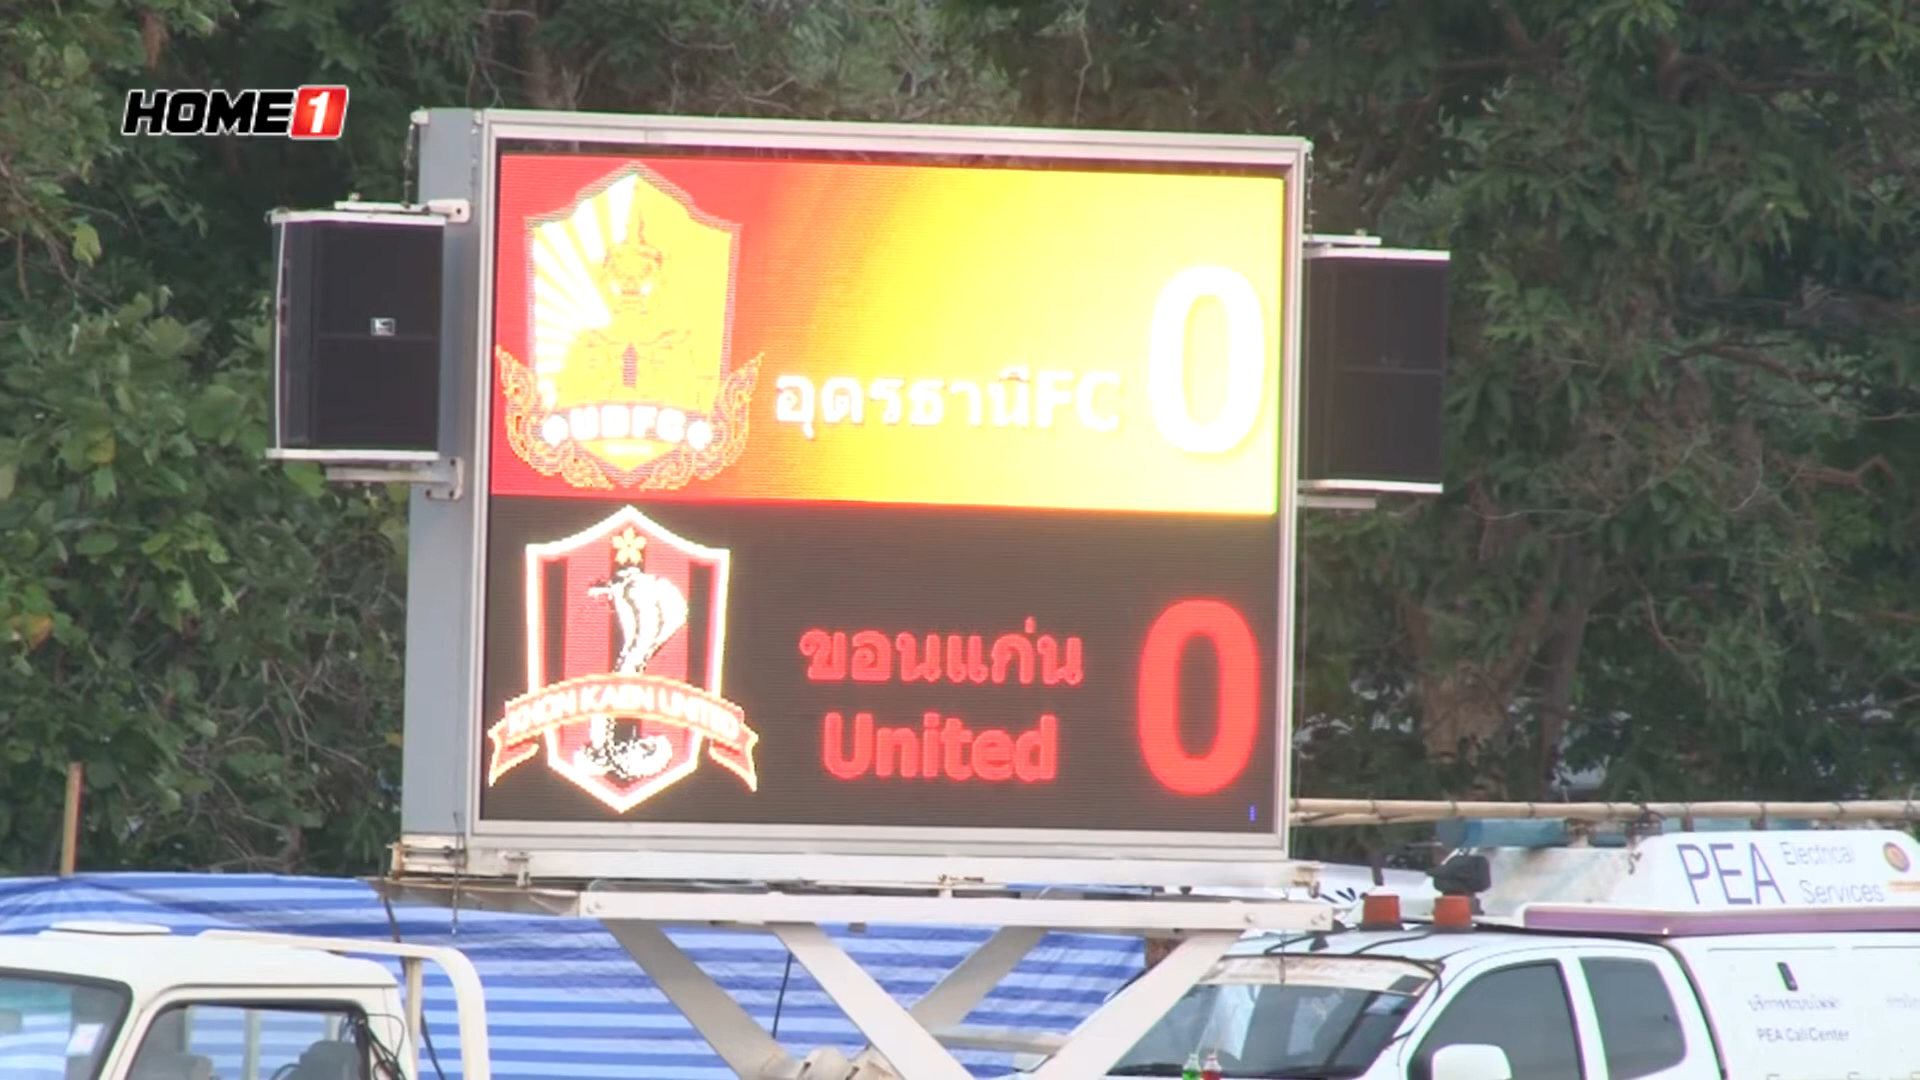 HOME1
UDFC
อุดรธานีFC 0
KHON KAEN UNITED
ขอนแก่น
United
0
PEA Electrical
Services
PEA CallCenter